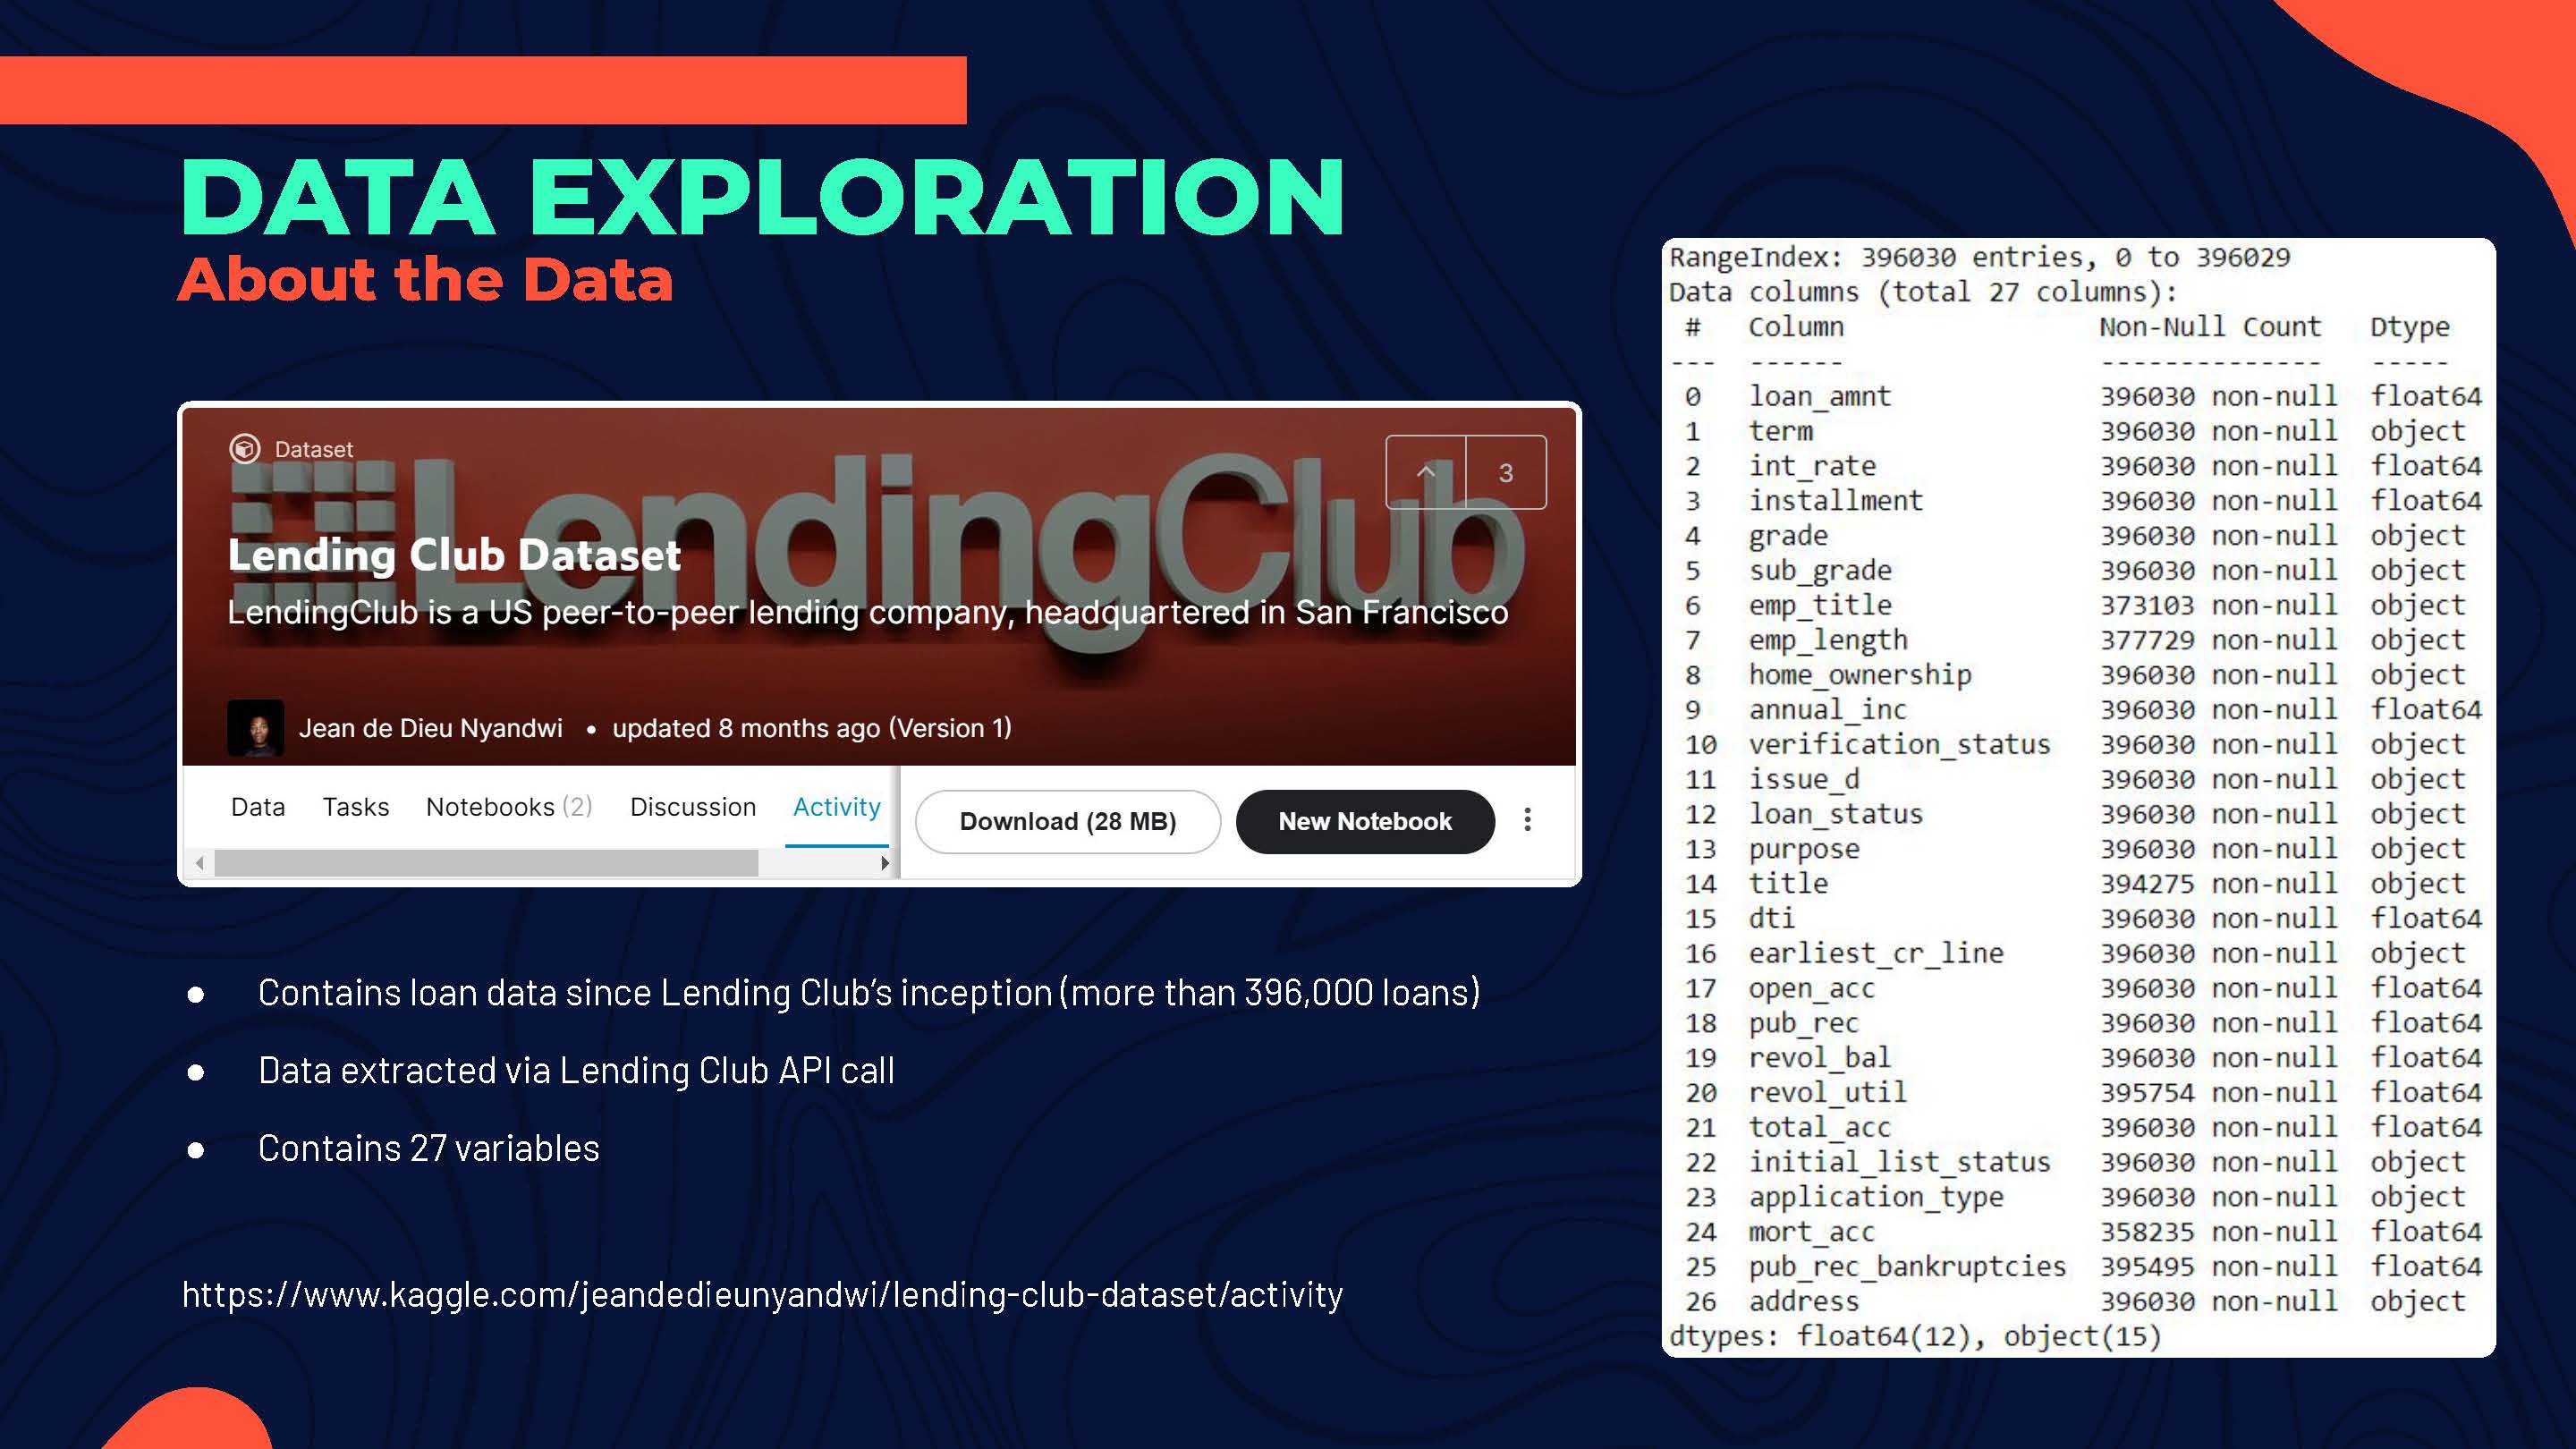 DATA EXPLORATION
About the Data
Dataset
3
LendingClub
Lending Club Dataset
LendingClub is a US peer-to-peer lending company, headquartered in San Francisco
Jean de Dieu Nyandwi • updated 8 months ago (Version 1)
Data Tasks Notebooks (2) Discussion Activity Download (28 MB) New Notebook
● Contains loan data since Lending Club’s inception (more than 396,000 loans)
● Data extracted via Lending Club API call
● Contains 27 variables
https://www.kaggle.com/jeandedieunyandwi/lending-club-dataset/activity
RangeIndex: 396030 entries, 0 to 396029
Data columns (total 27 columns):
# Column Non-Null Count Dtype
--- ------ -------------- -----
0 loan_amnt 396030 non-null float64
1 term 396030 non-null object
2 int_rate 396030 non-null float64
3 installment 396030 non-null float64
4 grade 396030 non-null object
5 sub_grade 396030 non-null object
6 emp_title 373103 non-null object
7 emp_length 377729 non-null object
8 home_ownership 396030 non-null object
9 annual_inc 396030 non-null float64
10 verification_status 396030 non-null object
11 issue_d 396030 non-null object
12 loan_status 396030 non-null object
13 purpose 396030 non-null object
14 title 394275 non-null object
15 dti 396030 non-null float64
16 earliest_cr_line 396030 non-null object
17 open_acc 396030 non-null float64
18 pub_rec 396030 non-null float64
19 revol_bal 396030 non-null float64
20 revol_util 395754 non-null float64
21 total_acc 396030 non-null float64
22 initial_list_status 396030 non-null object
23 application_type 396030 non-null object
24 mort_acc 358235 non-null float64
25 pub_rec_bankruptcies 395495 non-null float64
26 address 396030 non-null object
dtypes: float64(12), object(15)